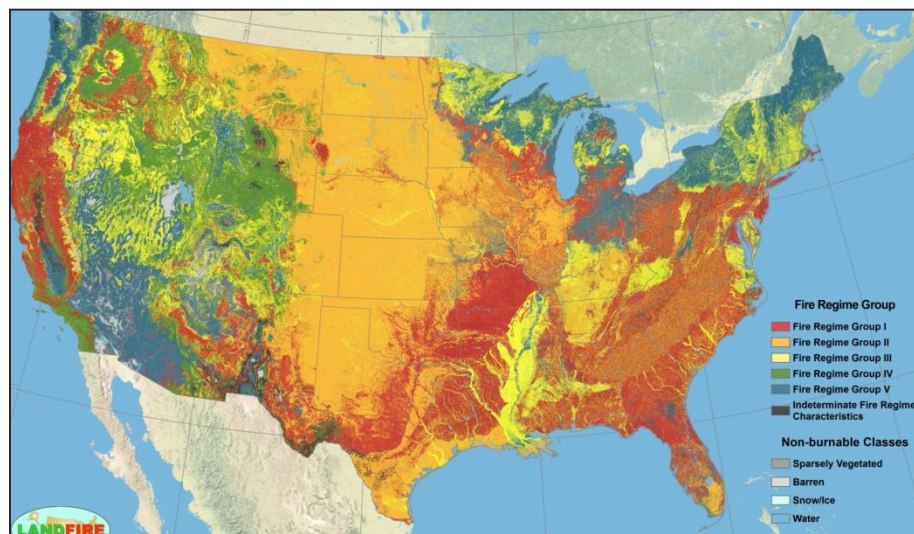 Fire Regime Group
Fire Regime Group I
Fire Regime Group II
Fire Regime Group III
Fire Regime Group IV
Fire Regime Group V
Indeterminate Fire Regime
Characteristics
Non-burnable Classes
Sparsely Vegetated
Barren
Snow/Ice
Water
LANDFIRE